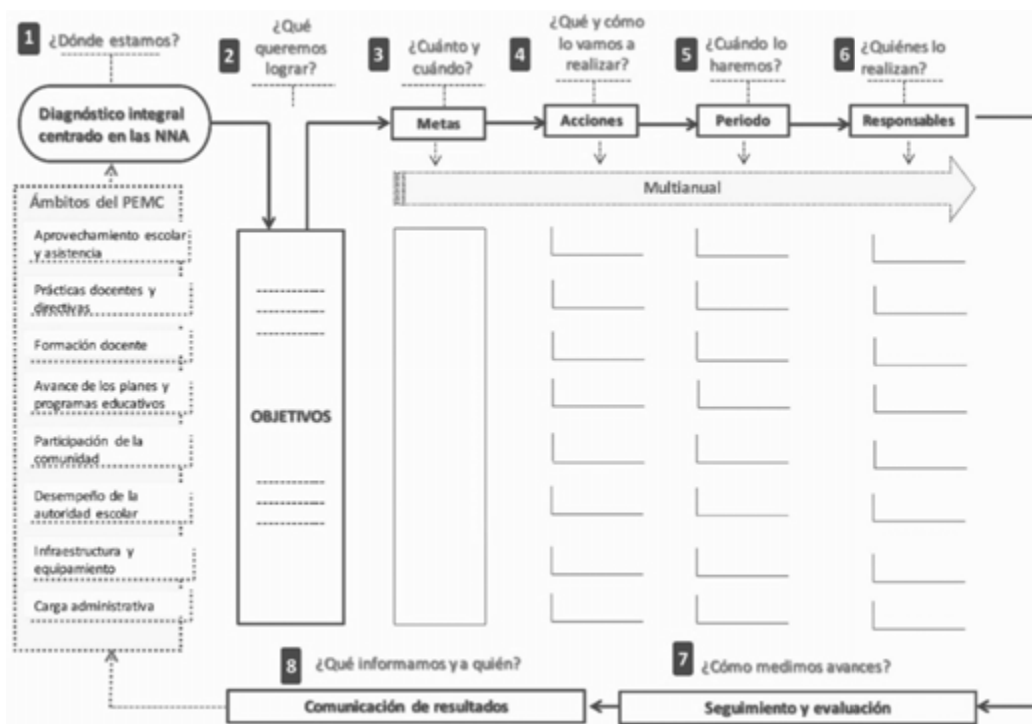 1 ¿Dónde estamos?
2 ¿Qué
queremos
lograr?
3 ¿Cuánto y
cuándo?
4 ¿Qué y cómo
lo vamos a
realizar?
5 ¿Cuándo lo
haremos?
6 ¿Quiénes lo
realizan?
Diagnóstico integral
centrado en las NNA
Metas
Acciones
Periodo
Responsables
Multianual
Ámbitos del PEMC
Aprovechamiento escolar
y asistencia
Prácticas docentes y
directivas
Formación docente
Avance de los planes y
programas educativos
Participación de la
comunidad
Desempeño de la
autoridad escolar
Infraestructura y
equipamiento
Carga administrativa
OBJETIVOS
7 ¿Cómo medimos avances?
Seguimiento y evaluación
8 ¿Qué informamos y a quién?
Comunicación de resultados